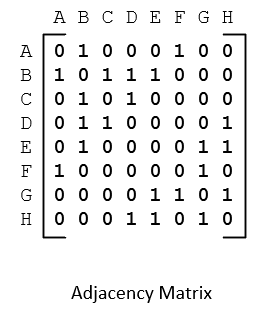 A B C D E F G H
A 0 1 0 0 0 1 0 0
B 1 0 1 1 1 0 0 0
C 0 1 0 1 0 0 0 0
D 0 1 1 0 0 0 0 1
E 0 1 0 0 0 0 1 1
F 1 0 0 0 0 0 1 0
G 0 0 0 0 1 1 0 1
H 0 0 0 1 1 0 1 0
Adjacency Matrix